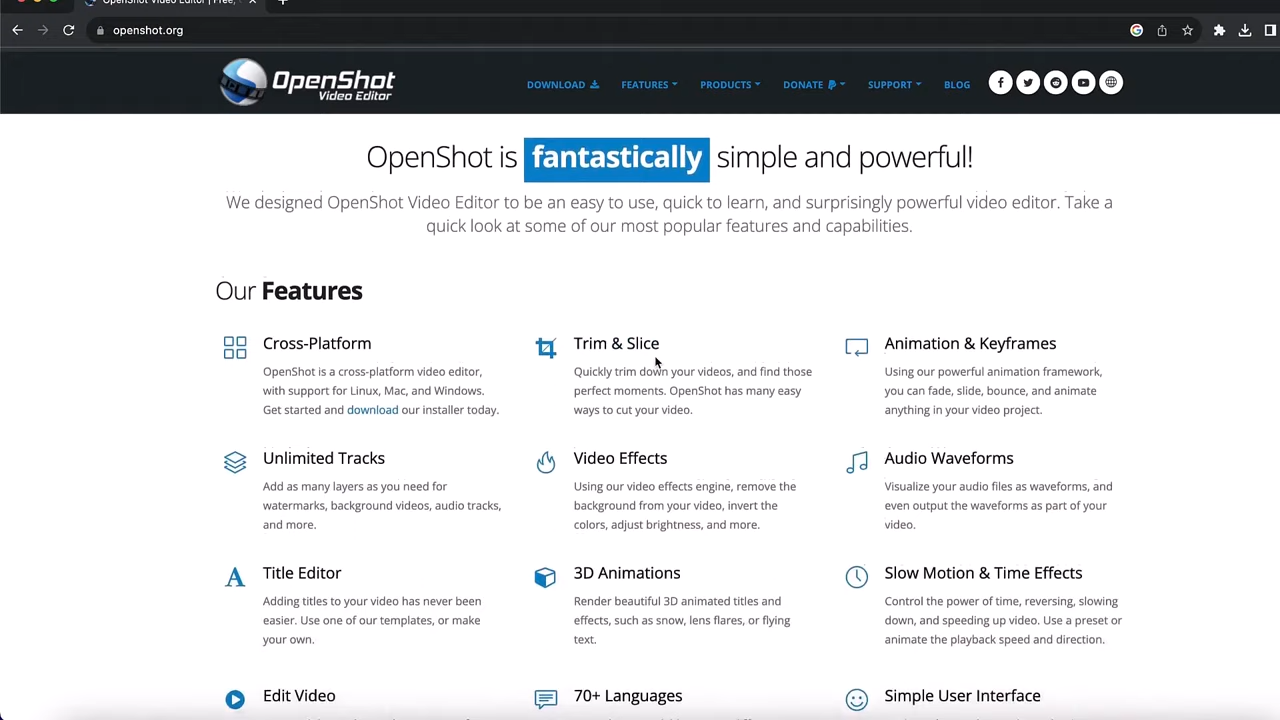 OpenShot Video Editor | Free,
openshot.org
OpenShot
Video Editor
DOWNLOAD
FEATURES
PRODUCTS
DONATE
SUPPORT
BLOG
OpenShot is fantastically simple and powerful!
We designed OpenShot Video Editor to be an easy to use, quick to learn, and surprisingly powerful video editor. Take a
quick look at some of our most popular features and capabilities.
Our Features
Cross-Platform
OpenShot is a cross-platform video editor,
with support for Linux, Mac, and Windows.
Get started and download our installer today.
Trim & Slice
Quickly trim down your videos, and find those
perfect moments. OpenShot has many easy
ways to cut your video.
Animation & Keyframes
Using our powerful animation framework,
you can fade, slide, bounce, and animate
anything in your video project.
Unlimited Tracks
Add as many layers as you need for
watermarks, background videos, audio tracks,
and more.
Video Effects
Using our video effects engine, remove the
background from your video, invert the
colors, adjust brightness, and more.
Audio Waveforms
Visualize your audio files as waveforms, and
even output the waveforms as part of your
video.
Title Editor
Adding titles to your video has never been
easier. Use one of our templates, or make
your own.
3D Animations
Render beautiful 3D animated titles and
effects, such as snow, lens flares, or flying
text.
Slow Motion & Time Effects
Control the power of time, reversing, slowing
down, and speeding up video. Use a preset or
animate the playback speed and direction.
Edit Video
70+ Languages
Simple User Interface